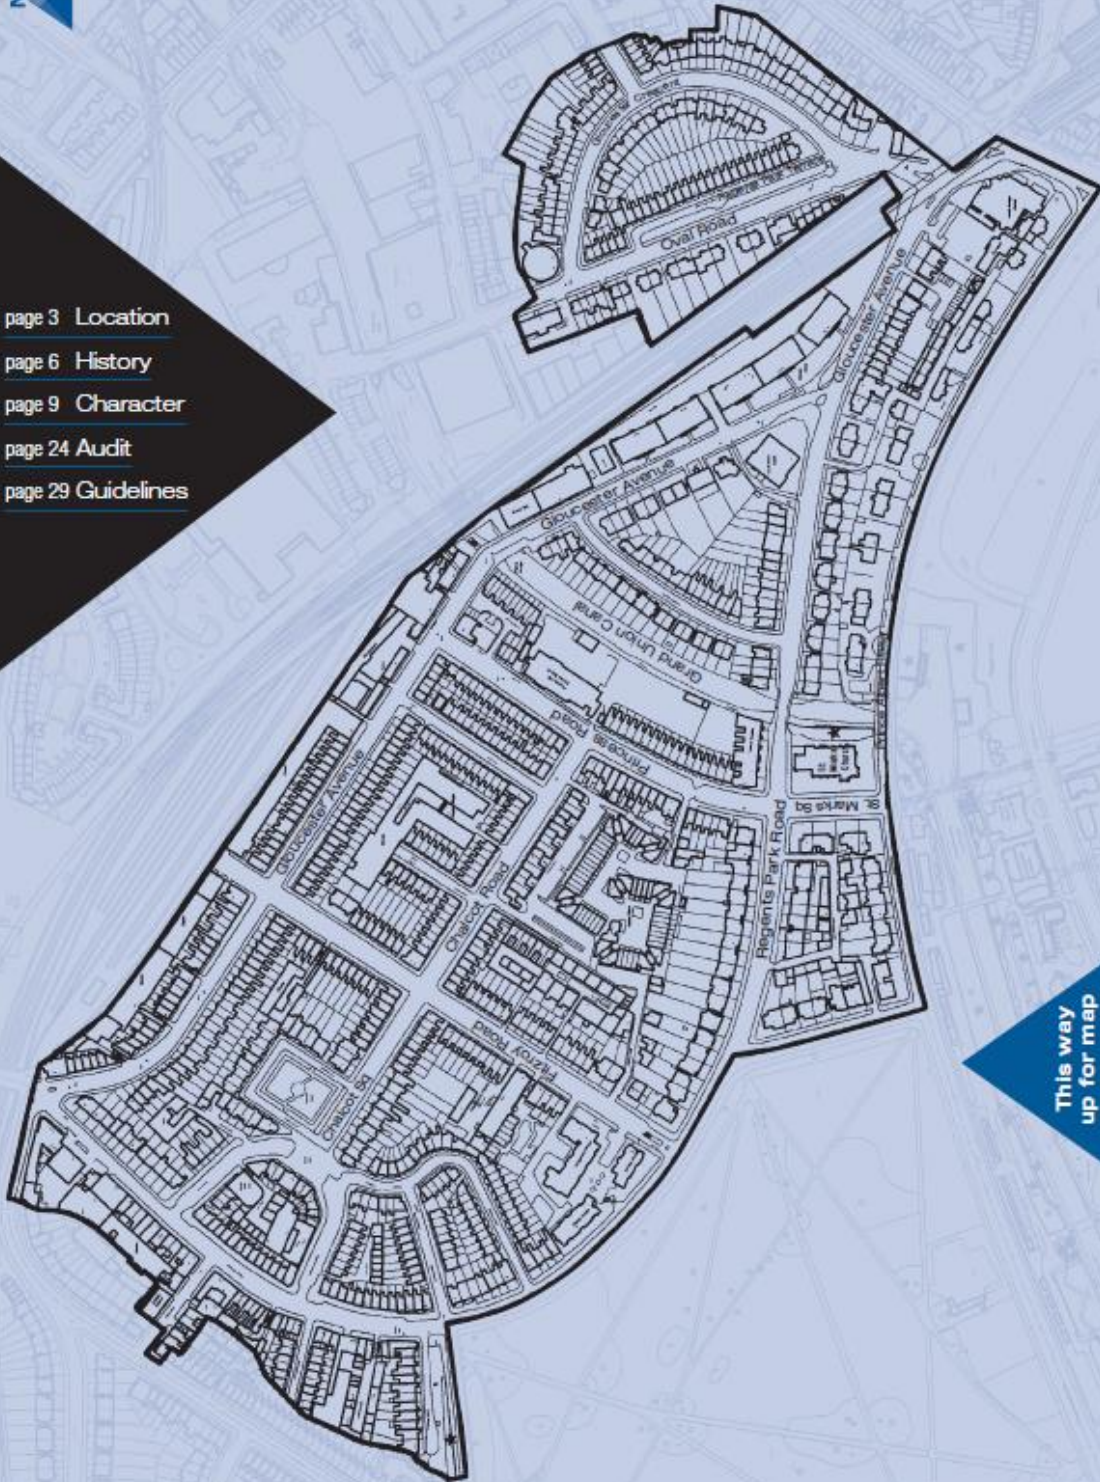 page 3 Location
page 6 History
page 9 Character
page 24 Audit
page 29 Guidelines
Oval Road
Gloucester Avenue
Gloucester Avenue
Grand Union Canal
Princess Road
Gloucester Avenue
St. Marks Sq
Regents Park Road
Chalcot Road
Fitzroy Road
Chalcot Sq
This way
up for map